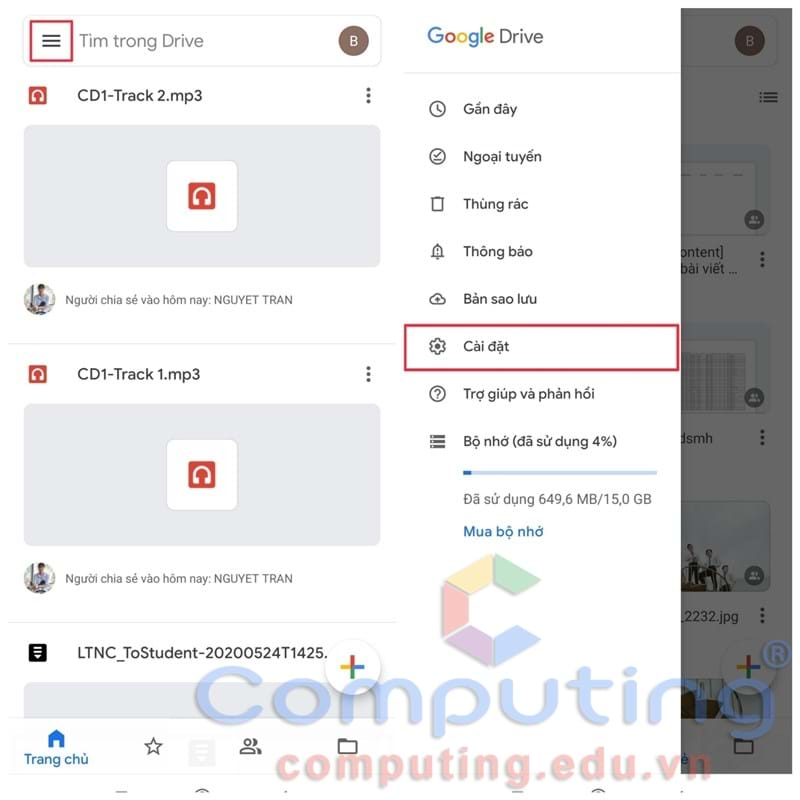 Tìm trong Drive
B
CD1-Track 2.mp3
Người chia sẻ vào hôm nay: NGUYET TRAN
CD1-Track 1.mp3
Người chia sẻ vào hôm nay: NGUYET TRAN
LTNC_ToStudent-20200524T1425.
Trang chủ
Google Drive
Gần đây
Ngoại tuyến
Thùng rác
Thông báo
Bản sao lưu
Cài đặt
Trợ giúp và phản hồi
Bộ nhớ (đã sử dụng 4%)
Đã sử dụng 649,6 MB/15,0 GB
Mua bộ nhớ
B
ontent]
bài viết ...
dsmh
_2232.jpg
Computing®
computing.edu.vn